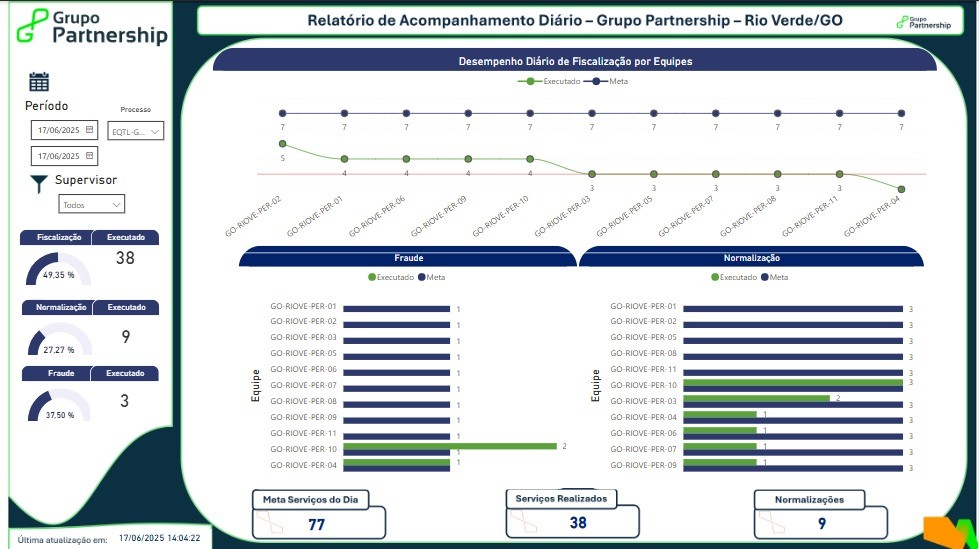 Grupo
Partnership
Relatório de Acompanhamento Diário – Grupo Partnership – Rio Verde/GO
Grupo
Partnership
Período
Processo
17/06/2025
EQTL-G...
17/06/2025
Supervisor
Todos
Fiscalização Executado
38
49,35 %
Normalização Executado
9
27,27 %
Fraude Executado
3
37,50 %
Última atualização em: 17/06/2025 14:04:22
Desempenho Diário de Fiscalização por Equipes
Executado Meta
7 7 7 7 7 7 7 7 7 7 7
5 4 4 4 4 3 3 3 3 3
GO-RIOVE-PER-02 GO-RIOVE-PER-01 GO-RIOVE-PER-06 GO-RIOVE-PER-09 GO-RIOVE-PER-10 GO-RIOVE-PER-03 GO-RIOVE-PER-05 GO-RIOVE-PER-07 GO-RIOVE-PER-08 GO-RIOVE-PER-11 GO-RIOVE-PER-04
Fraude
Executado Meta
Equipe
GO-RIOVE-PER-01 1
GO-RIOVE-PER-02 1
GO-RIOVE-PER-03 1
GO-RIOVE-PER-05 1
GO-RIOVE-PER-06 1
GO-RIOVE-PER-07 1
GO-RIOVE-PER-08 1
GO-RIOVE-PER-09 1
GO-RIOVE-PER-11 1
GO-RIOVE-PER-10 2 1
GO-RIOVE-PER-04 1
Normalização
Executado Meta
Equipe
GO-RIOVE-PER-01 3
GO-RIOVE-PER-02 3
GO-RIOVE-PER-05 3
GO-RIOVE-PER-08 3
GO-RIOVE-PER-11 3
GO-RIOVE-PER-10 3
GO-RIOVE-PER-03 2 3
GO-RIOVE-PER-04 1 3
GO-RIOVE-PER-06 1 3
GO-RIOVE-PER-07 1 3
GO-RIOVE-PER-09 1 3
Meta Serviços do Dia
77
Serviços Realizados
38
Normalizações
9